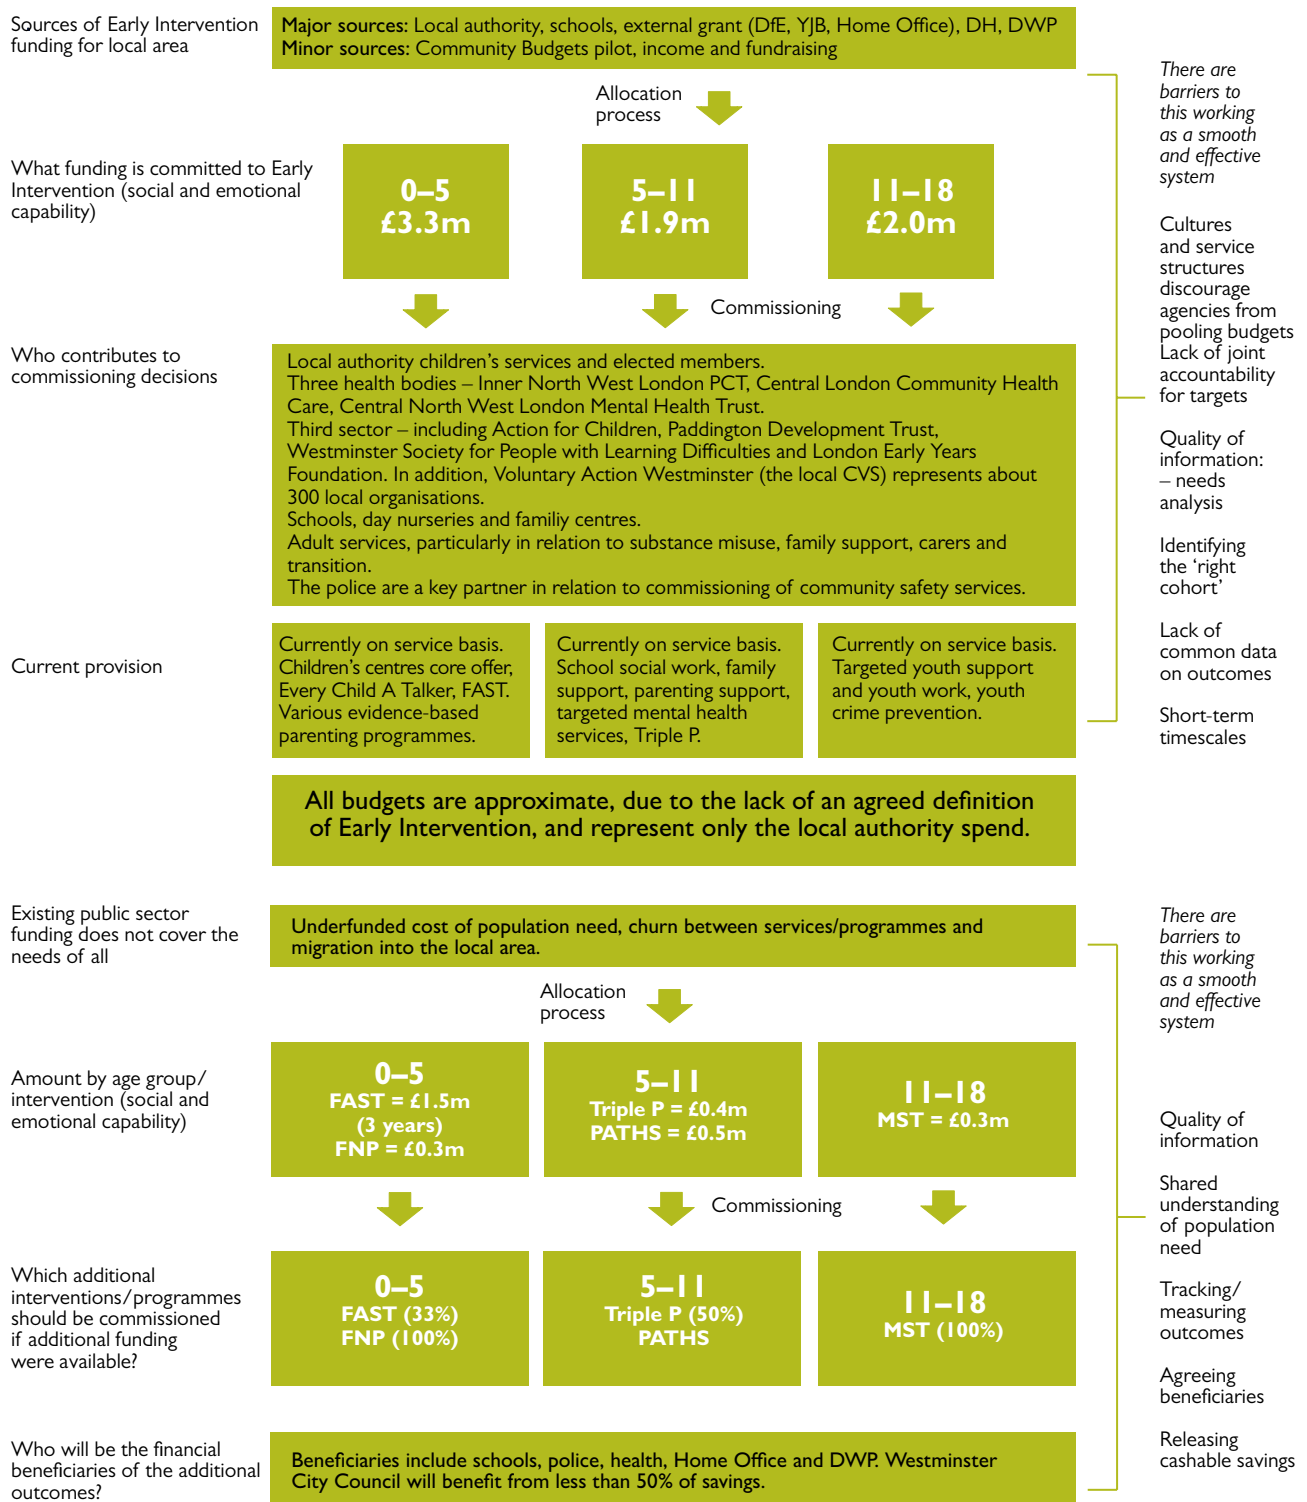 Sources of Early Intervention
funding for local area
Major sources: Local authority, schools, external grant (DfE, YJB, Home Office), DH, DWP
Minor sources: Community Budgets pilot, income and fundraising
Allocation
process
There are
barriers to
this working
as a smooth
and effective
system
What funding is committed to Early
Intervention (social and emotional
capability)
0–5
£3.3m
5–11
£1.9m
11–18
£2.0m
Commissioning
Cultures
and service
structures
discourage
agencies from
pooling budgets
Lack of joint
accountability
for targets
Quality of
information:
– needs
analysis
Identifying
the ‘right
cohort’
Lack of
common data
on outcomes
Short-term
timescales
Who contributes to
commissioning decisions
Local authority children’s services and elected members.
Three health bodies – Inner North West London PCT, Central London Community Health
Care, Central North West London Mental Health Trust.
Third sector – including Action for Children, Paddington Development Trust,
Westminster Society for People with Learning Difficulties and London Early Years
Foundation. In addition, Voluntary Action Westminster (the local CVS) represents about
300 local organisations.
Schools, day nurseries and familiy centres.
Adult services, particularly in relation to substance misuse, family support, carers and
transition.
The police are a key partner in relation to commissioning of community safety services.
Current provision
Currently on service basis.
Children’s centres core offer,
Every Child A Talker, FAST.
Various evidence-based
parenting programmes.
Currently on service basis.
School social work, family
support, parenting support,
targeted mental health
services, Triple P.
Currently on service basis.
Targeted youth support
and youth work, youth
crime prevention.
All budgets are approximate, due to the lack of an agreed definition
of Early Intervention, and represent only the local authority spend.
Existing public sector
funding does not cover the
needs of all
Underfunded cost of population need, churn between services/programmes and
migration into the local area.
Allocation
process
There are
barriers to
this working
as a smooth
and effective
system
Amount by age group/
intervention (social and
emotional capability)
0–5
FAST = £1.5m
(3 years)
FNP = £0.3m
5–11
Triple P = £0.4m
PATHS = £0.5m
11–18
MST = £0.3m
Commissioning
Quality of
information
Shared
understanding
of population
need
Tracking/
measuring
outcomes
Agreeing
beneficiaries
Releasing
cashable savings
Which additional
interventions/programmes
should be commissioned
if additional funding
were available?
0–5
FAST (33%)
FNP (100%)
5–11
Triple P (50%)
PATHS
11–18
MST (100%)
Who will be the financial
beneficiaries of the additional
outcomes?
Beneficiaries include schools, police, health, Home Office and DWP. Westminster
City Council will benefit from less than 50% of savings.